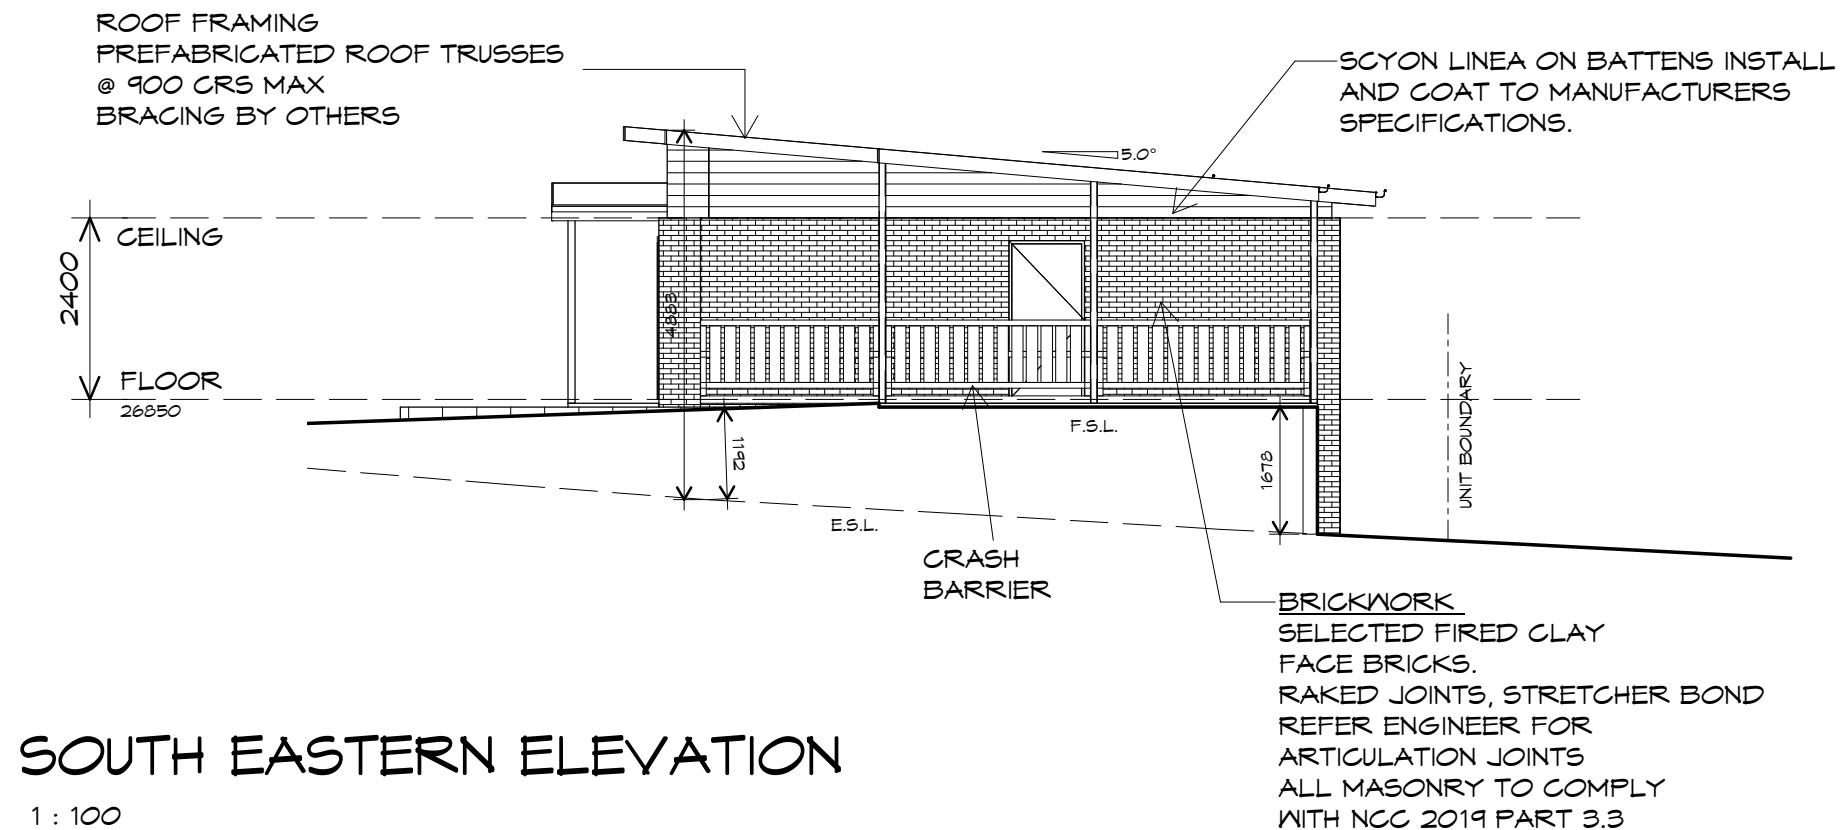 ROOF FRAMING
PREFABRICATED ROOF TRUSSES
@ 900 CRS MAX
BRACING BY OTHERS
SCYON LINEA ON BATTENS INSTALL
AND COAT TO MANUFACTURERS
SPECIFICATIONS.
5.0°
CEILING
2400
4883
FLOOR
26850
F.S.L.
1192
1678
UNIT BOUNDARY
E.S.L.
CRASH
BARRIER
BRICKWORK
SELECTED FIRED CLAY
FACE BRICKS.
RAKED JOINTS, STRETCHER BOND
REFER ENGINEER FOR
ARTICULATION JOINTS
ALL MASONRY TO COMPLY
WITH NCC 2019 PART 3.3
SOUTH EASTERN ELEVATION
1 : 100